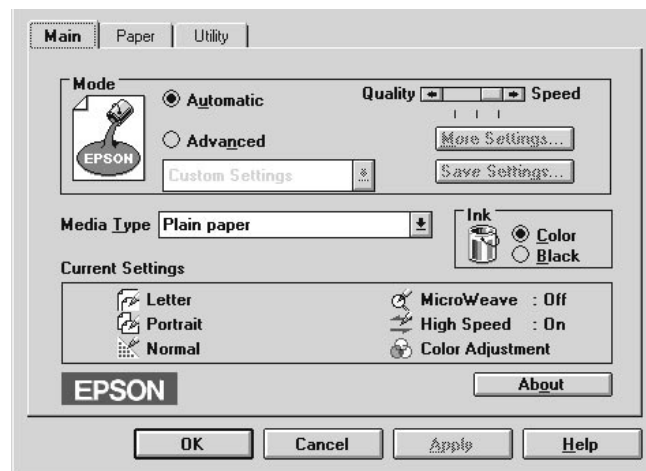 Main Paper Utility
Mode
EPSON
Automatic
Advanced
Custom Settings
Quality Speed
More Settings...
Save Settings...
Media Type Plain paper
Ink
Color
Black
Current Settings
Letter
Portrait
Normal
MicroWeave : Off
High Speed : On
Color Adjustment
EPSON
About
OK Cancel Apply Help